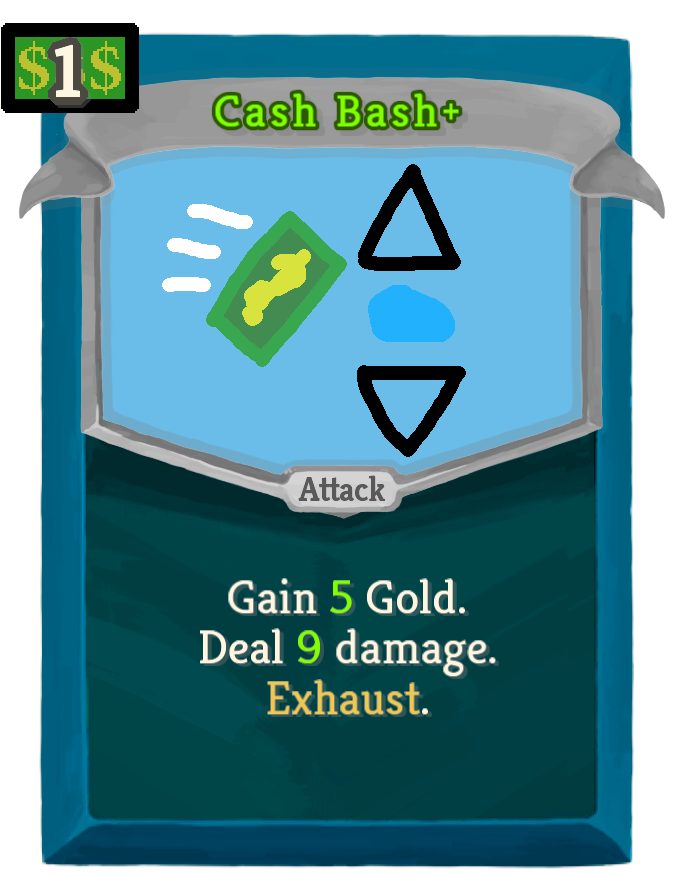 $1$
Cash Bash+
Attack
Gain 5 Gold.
Deal 9 damage.
Exhaust.